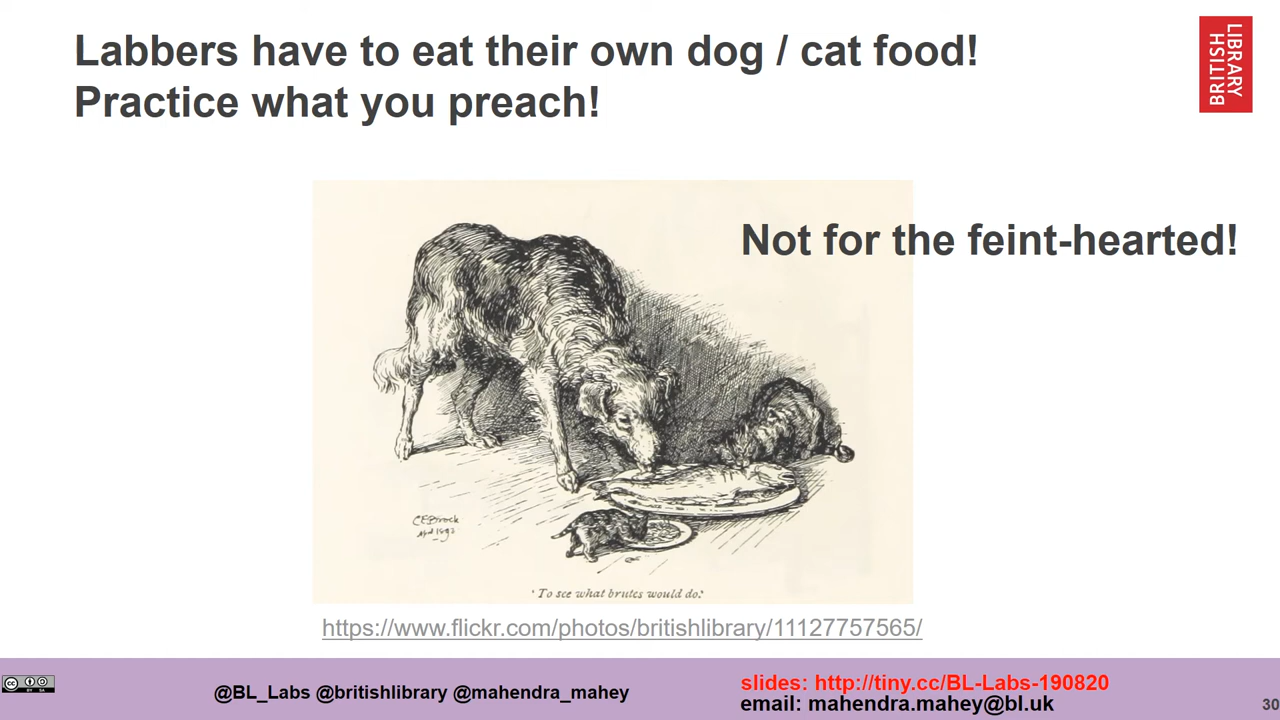 Labbers have to eat their own dog / cat food!
Practice what you preach!
LIBRARY
BRITISH
Not for the feint-hearted!
CEBrock
'To see what brutes would do.'
https://www.flickr.com/photos/britishlibrary/11127757565/
@BL_Labs @britishlibrary @mahendra_mahey
slides: http://tiny.cc/BL-Labs-190820
email: mahendra.mahey@bl.uk
30